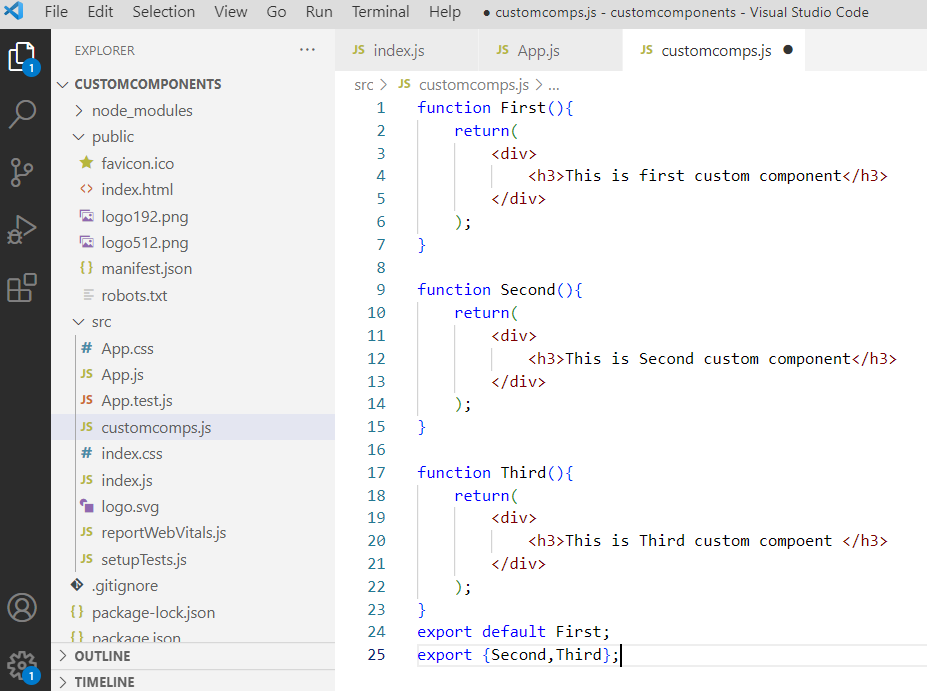 File Edit Selection View Go Run Terminal Help ● customcomps.js - customcomponents - Visual Studio Code
EXPLORER ...
JS index.js JS App.js JS customcomps.js ●
src > JS customcomps.js > ...
1
CUSTOMCOMPONENTS
node_modules
public
favicon.ico
<> index.html
logo192.png
logo512.png
{} manifest.json
robots.txt
src
# App.css
JS App.js
JS App.test.js
JS customcomps.js
# index.css
JS index.js
logo.svg
JS reportWebVitals.js
JS setupTests.js
.gitignore
{} package-lock.json
{} package.json
OUTLINE
TIMELINE
1
1 function First(){
2     return(
3         <div>
4             <h3>This is first custom component</h3>
5         </div>
6     );
7 }
8
9 function Second(){
10     return(
11         <div>
12             <h3>This is Second custom component</h3>
13         </div>
14     );
15 }
16
17 function Third(){
18     return(
19         <div>
20             <h3>This is Third custom compoent </h3>
21         </div>
22     );
23 }
24 export default First;
25 export {Second,Third};